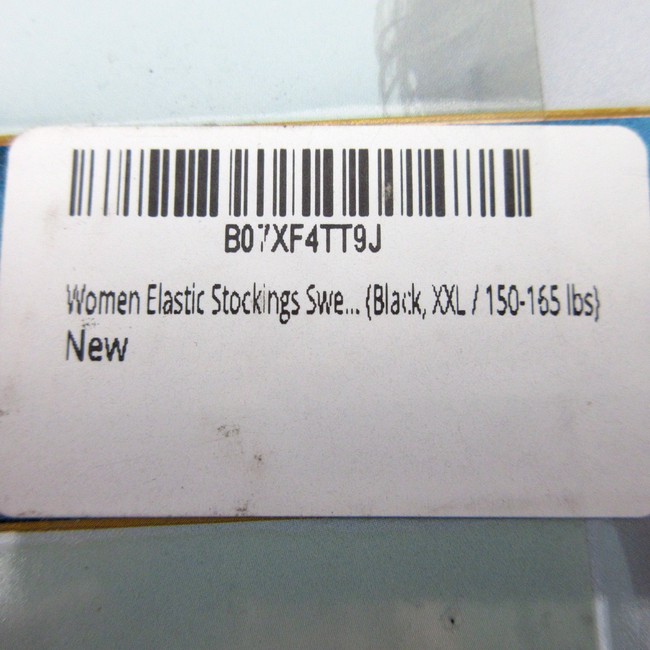 B07XF4TT9J
Women Elastic Stockings Swe... (Black, XXL / 150-165 lbs)
New